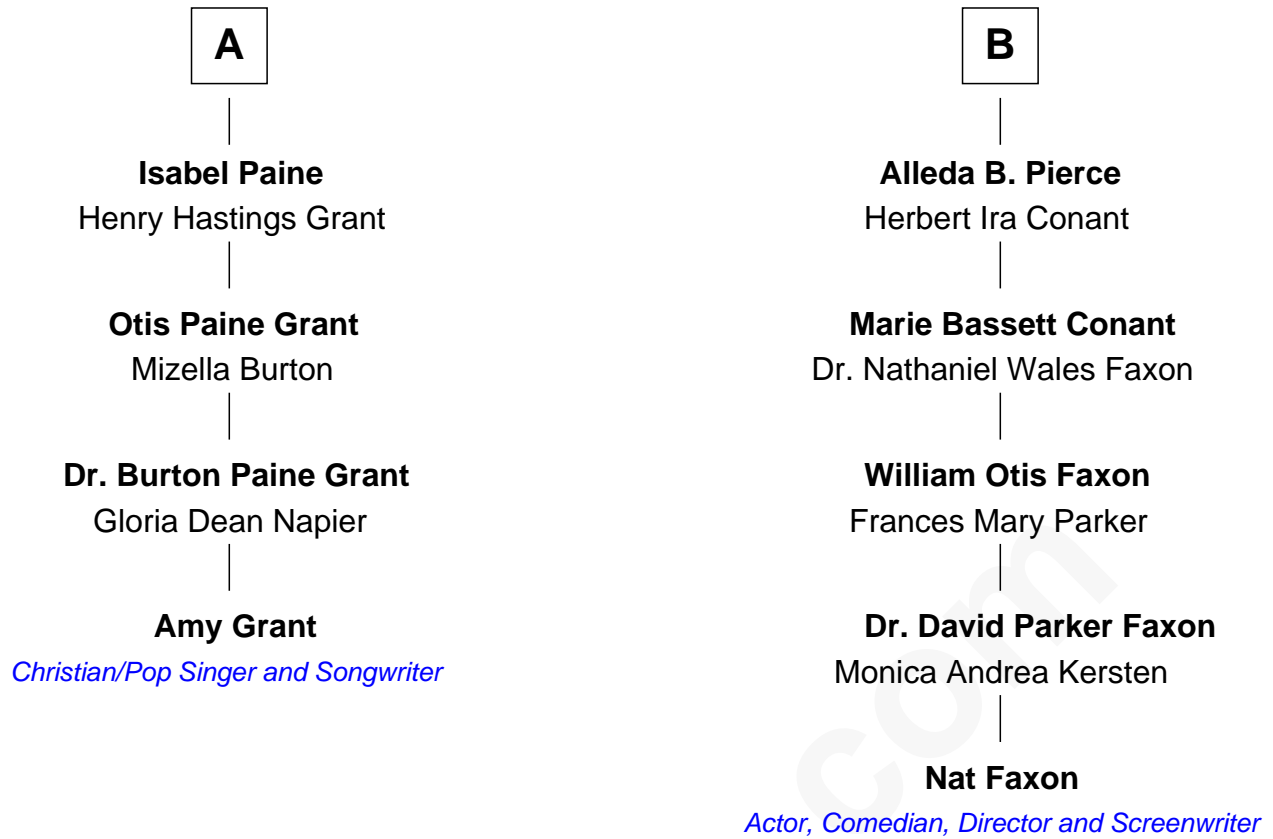 A
Isabel Paine
Henry Hastings Grant
Otis Paine Grant
Mizella Burton
Dr. Burton Paine Grant
Gloria Dean Napier
Amy Grant
Christian/Pop Singer and Songwriter
B
Alleda B. Pierce
Herbert Ira Conant
Marie Bassett Conant
Dr. Nathaniel Wales Faxon
William Otis Faxon
Frances Mary Parker
Dr. David Parker Faxon
Monica Andrea Kersten
Nat Faxon
Actor, Comedian, Director and Screenwriter
com